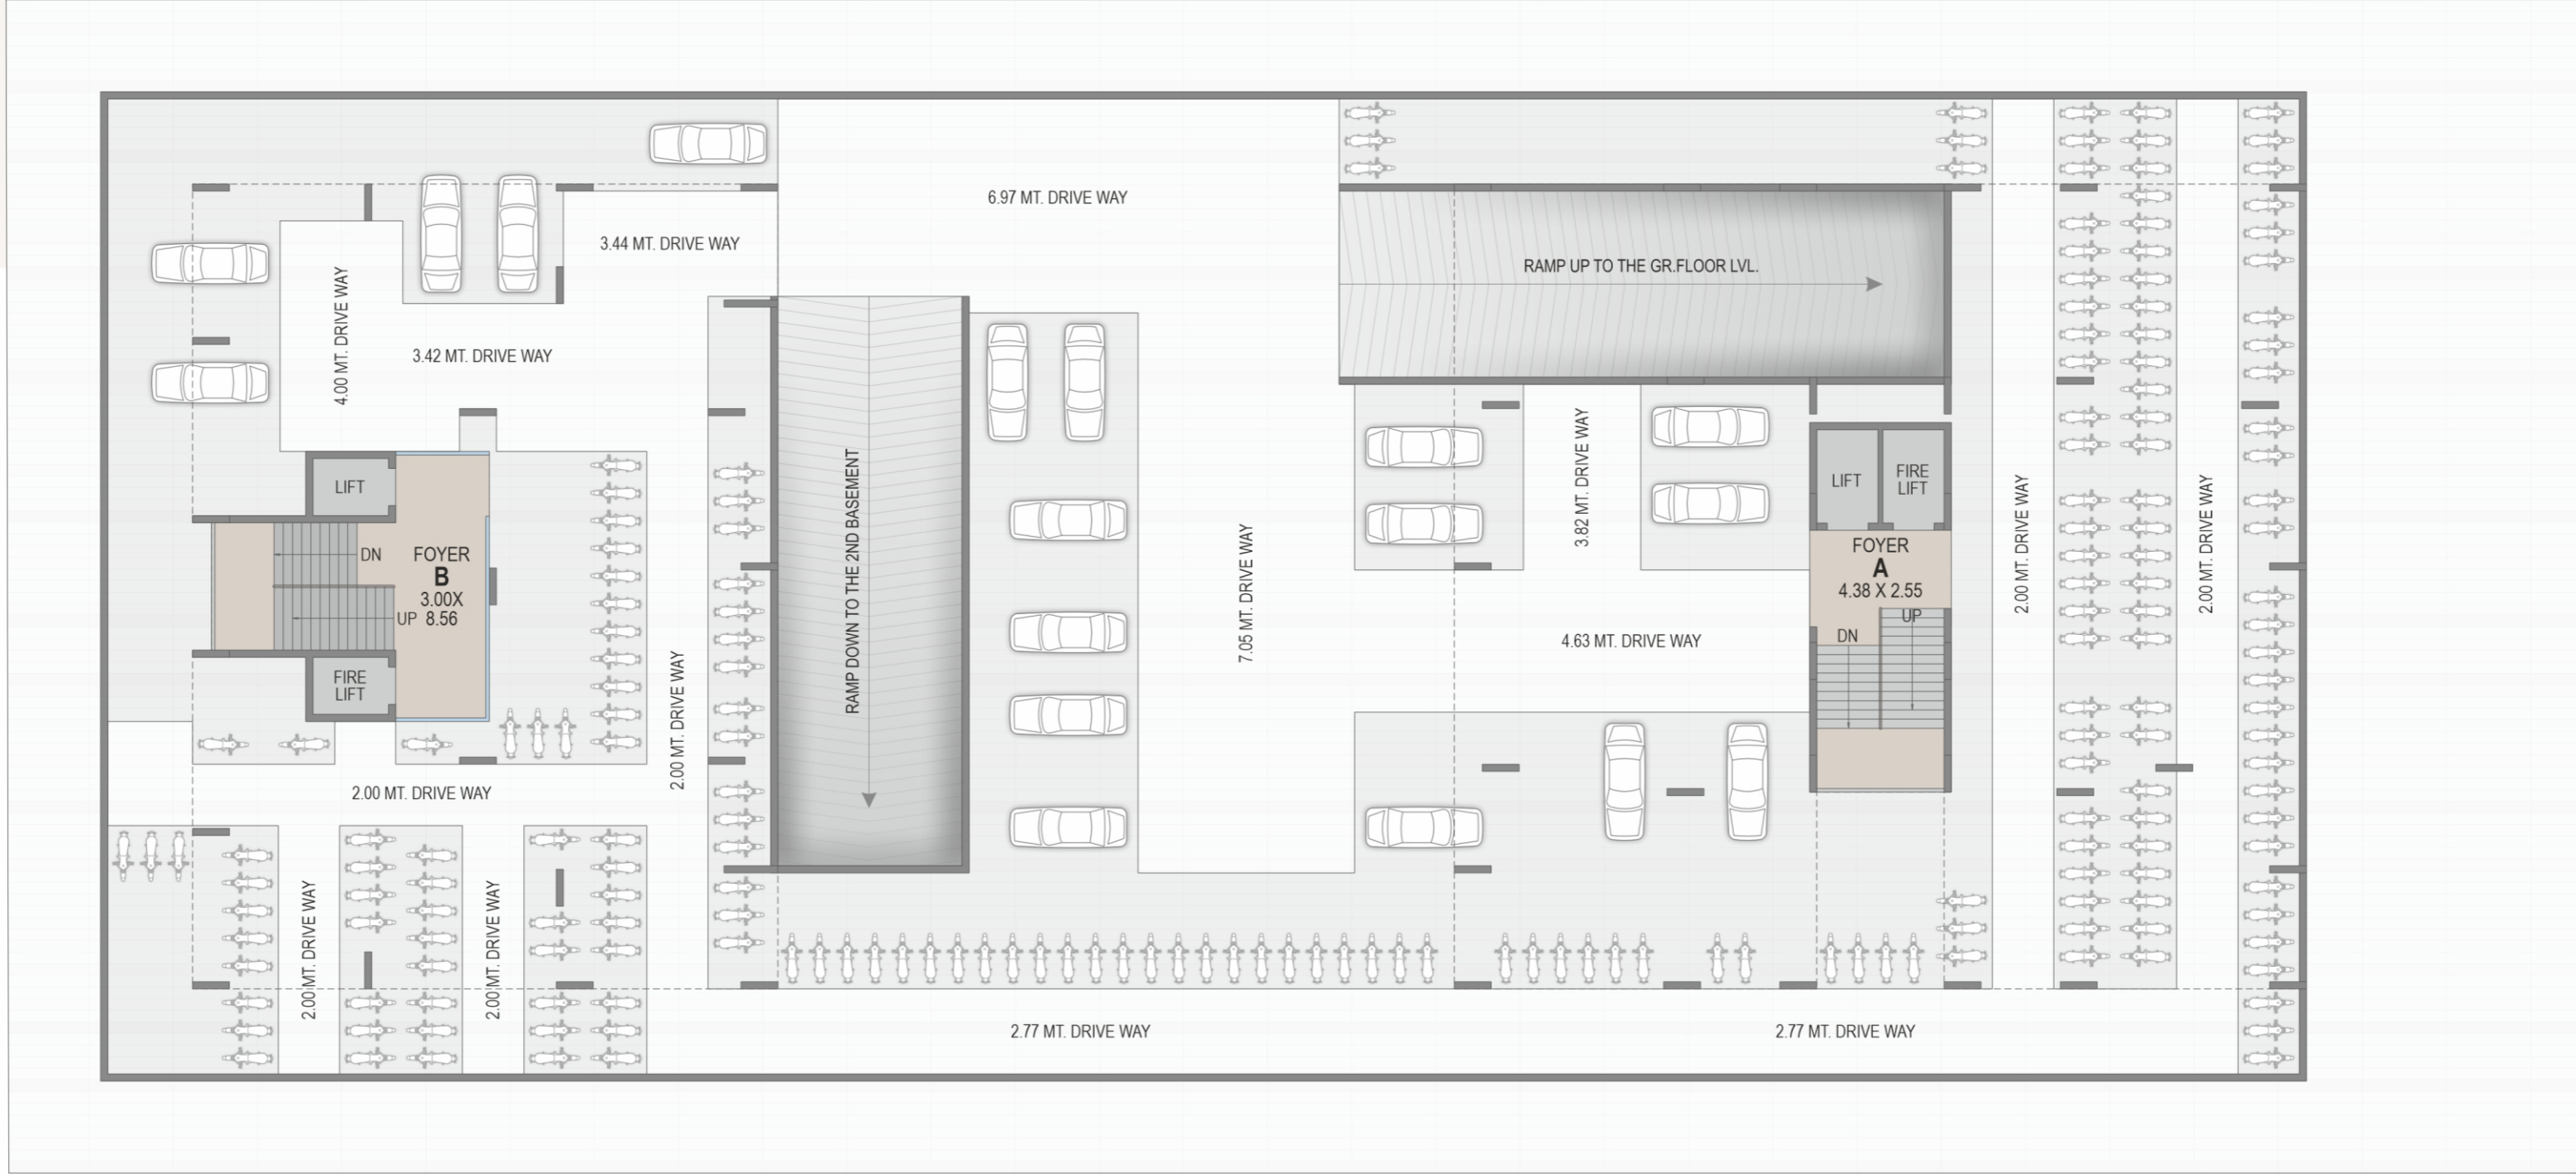 6.97 MT. DRIVE WAY
3.44 MT. DRIVE WAY
RAMP UP TO THE GR.FLOOR LVL.
4.00 MT. DRIVE WAY
3.42 MT. DRIVE WAY
3.82 MT. DRIVE WAY
LIFT
LIFT
FIRE
LIFT
DN
FOYER
B
3.00X
UP 8.56
FIRE
LIFT
FOYER
A
4.38 X 2.55
UP
DN
RAMP DOWN TO THE 2ND BASEMENT
7.05 MT. DRIVE WAY
2.00 MT. DRIVE WAY
2.00 MT. DRIVE WAY
4.63 MT. DRIVE WAY
2.00 MT. DRIVE WAY
2.00 MT. DRIVE WAY
2.00 MT. DRIVE WAY
2.00 MT. DRIVE WAY
2.77 MT. DRIVE WAY
2.77 MT. DRIVE WAY